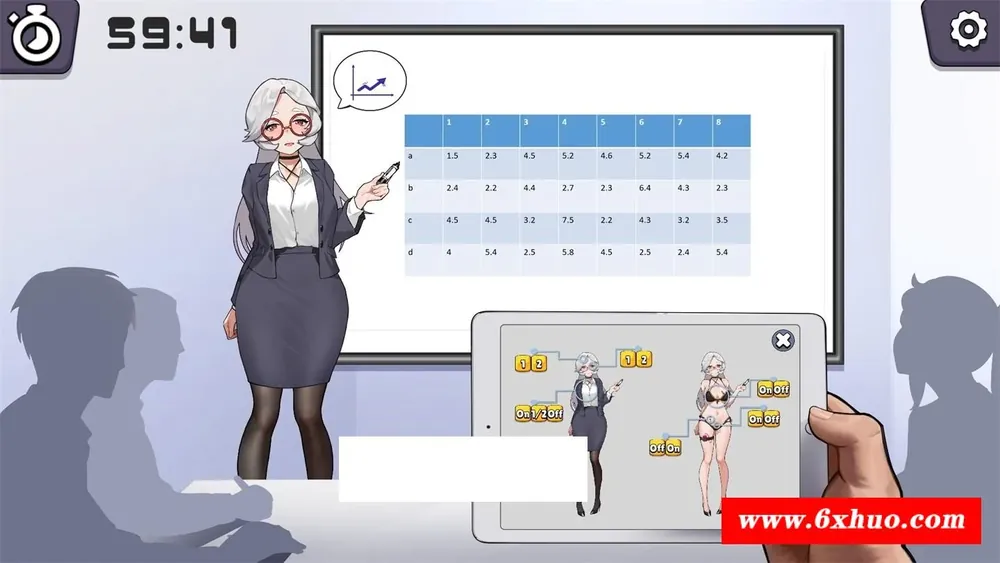 59:41
1 2 3 4 5 6 7 8
a 1.5 2.3 4.5 5.2 4.6 5.2 5.4 4.2
b 2.4 2.2 4.4 2.7 2.3 6.4 4.3 2.3
c 4.5 4.5 3.2 7.5 2.2 4.3 3.2 3.5
d 4 5.4 2.5 5.8 4.5 2.5 2.4 5.4
1 2
1 2
On Off
On 1/2 Off
On Off
Off On
www.6xhuo.com